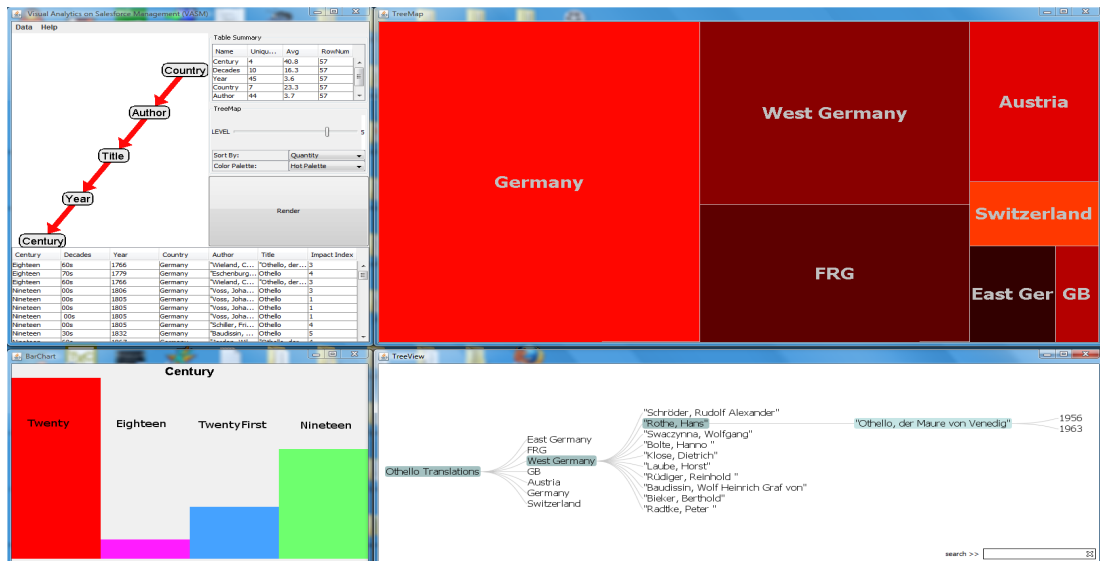 Visual Analytics on Salesforce Management (VASM)
Data Help
Country
Author
Title
Year
Century
Table Summary
Name Uniqu... Avg RowNum
Century 4 40.8 57
Decades 10 16.3 57
Year 45 3.6 57
Country 7 23.3 57
Author 44 3.7 57
TreeMap
LEVEL 5
Sort By: Quantity
Color Palette: Hot Palette
Render
Century Decades Year Country Author Title Impact Index
Eighteen 60s 1766 Germany "Wieland, C... "Othello, der... 3
Eighteen 70s 1779 Germany "Eschenburg... Othello 4
Eighteen 60s 1766 Germany "Wieland, C... "Othello, der... 3
Nineteen 00s 1806 Germany "Voss, Joha... Othello 3
Nineteen 00s 1805 Germany "Voss, Joha... Othello 1
Nineteen 00s 1805 Germany "Voss, Joha... Othello 1
Nineteen 00s 1805 Germany "Voss, Joha... Othello 1
Nineteen 00s 1805 Germany "Schiller, Fri... Othello 4
Nineteen 30s 1832 Germany "Baudissin, ... Othello 5
TreeMap
Germany
West Germany
Austria
Switzerland
FRG
East Ger
GB
BarChart
Century
Twenty
Eighteen
TwentyFirst
Nineteen
TreeView
Othello Translations
East Germany
FRG
West Germany
GB
Austria
Germany
Switzerland
"Schröder, Rudolf Alexander"
"Rothe, Hans"
"Swaczynna, Wolfgang"
"Bolte, Hanno "
"Klose, Dietrich"
"Laube, Horst"
"Rüdiger, Reinhold "
"Baudissin, Wolf Heinrich Graf von"
"Bieker, Berthold"
"Radtke, Peter "
"Othello, der Maure von Venedig"
1956
1963
search >>